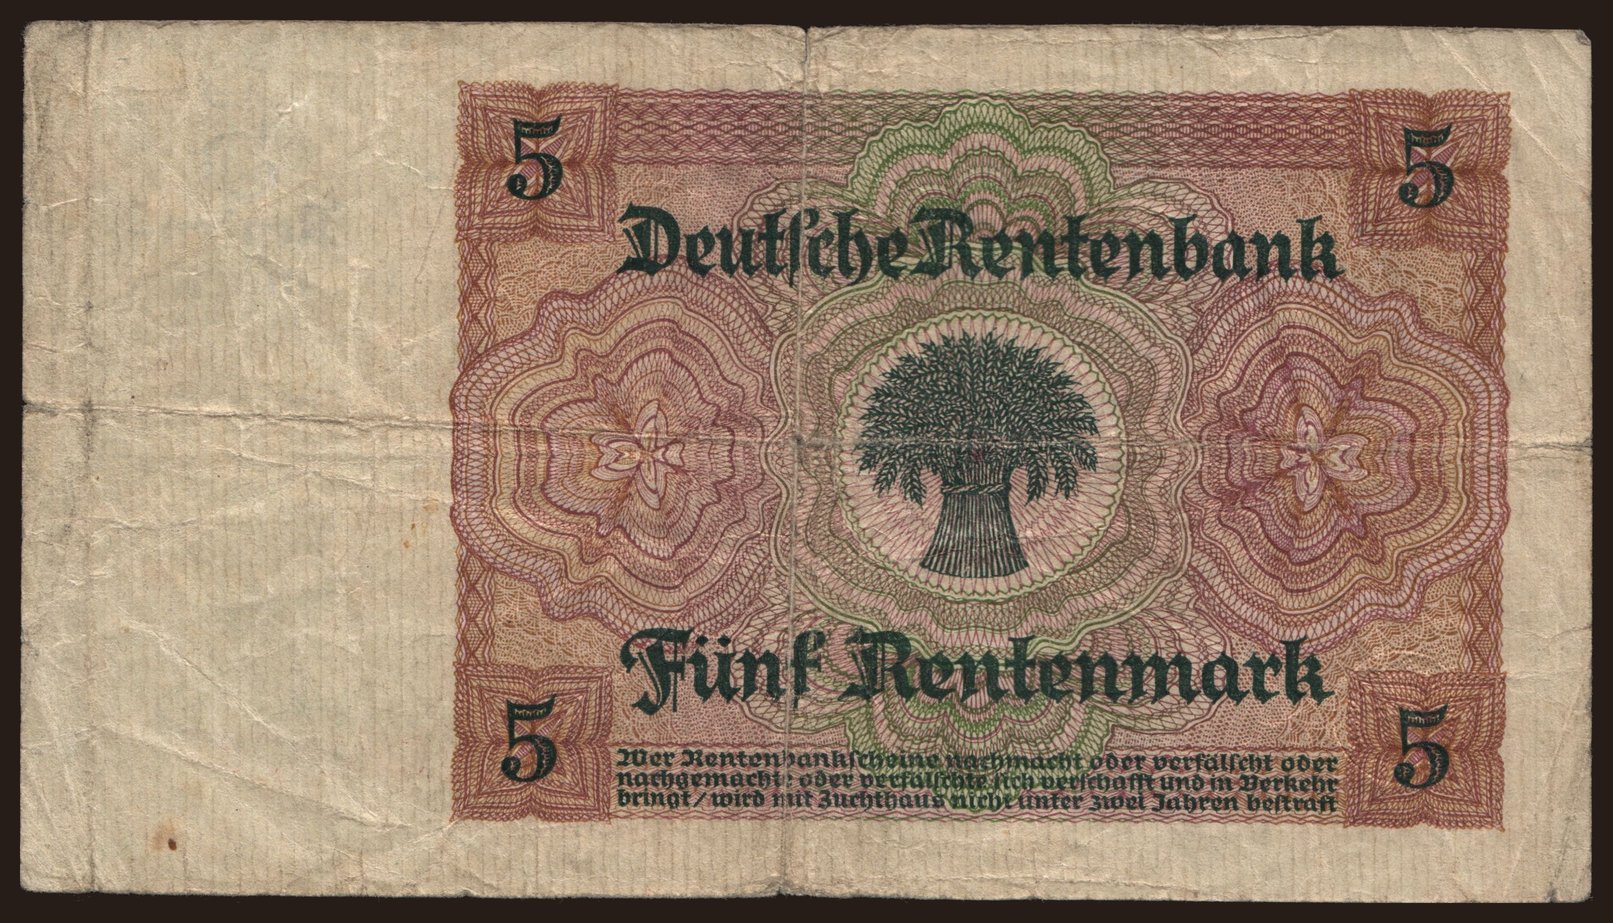 5 5
Deutſche Rentenbank
Fünf Rentenmark
5 5
Wer Rentenbankſcheine nachmacht oder verfälſcht oder
nachgemachte oder verfälſchte ſich verſchafft und in Verkehr
bringt/wird mit Zuchthaus nicht unter zwei Jahren beſtraft